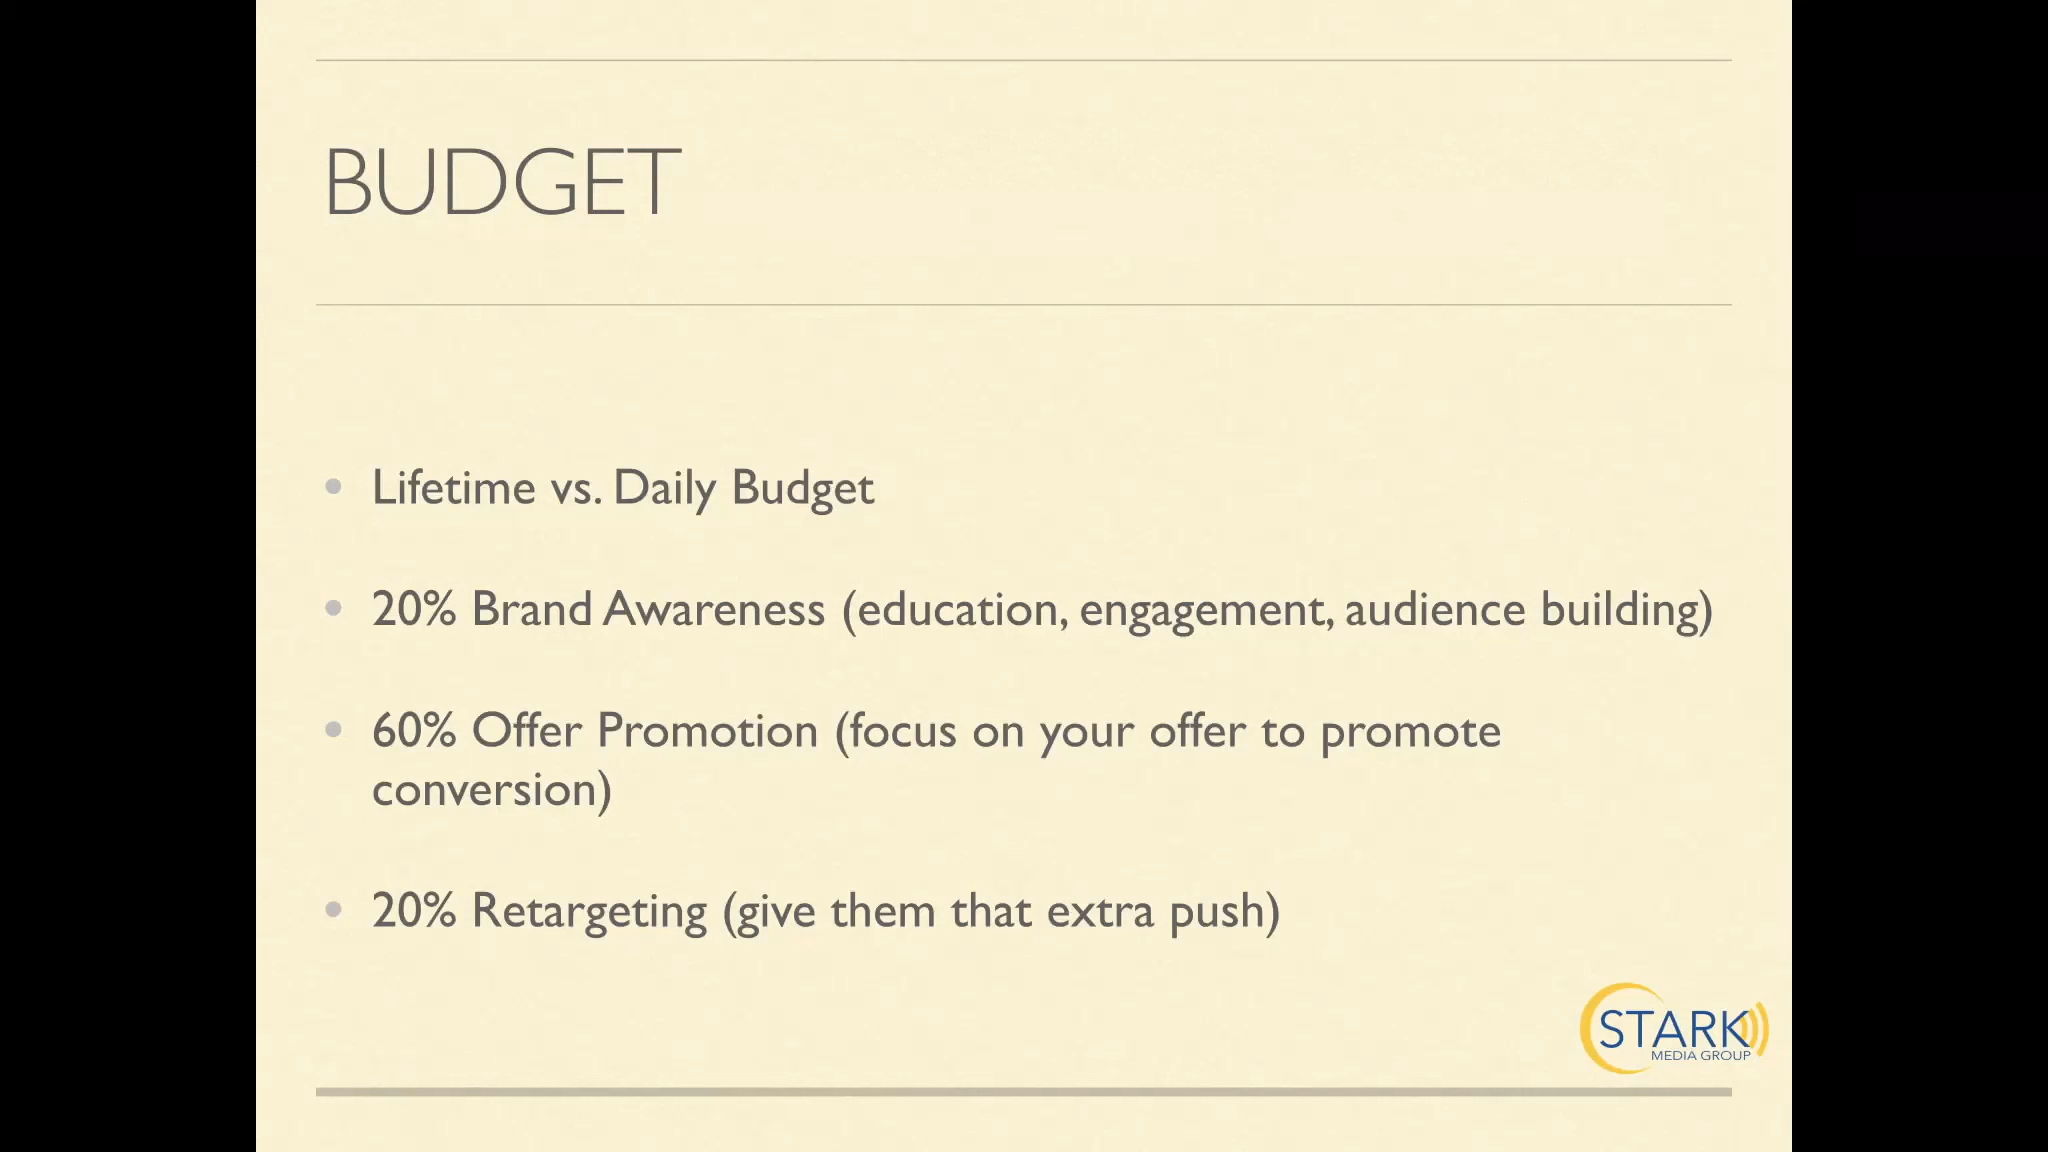 BUDGET
• Lifetime vs. Daily Budget
• 20% Brand Awareness (education, engagement, audience building)
• 60% Offer Promotion (focus on your offer to promote
conversion)
• 20% Retargeting (give them that extra push)
STARK
MEDIA GROUP